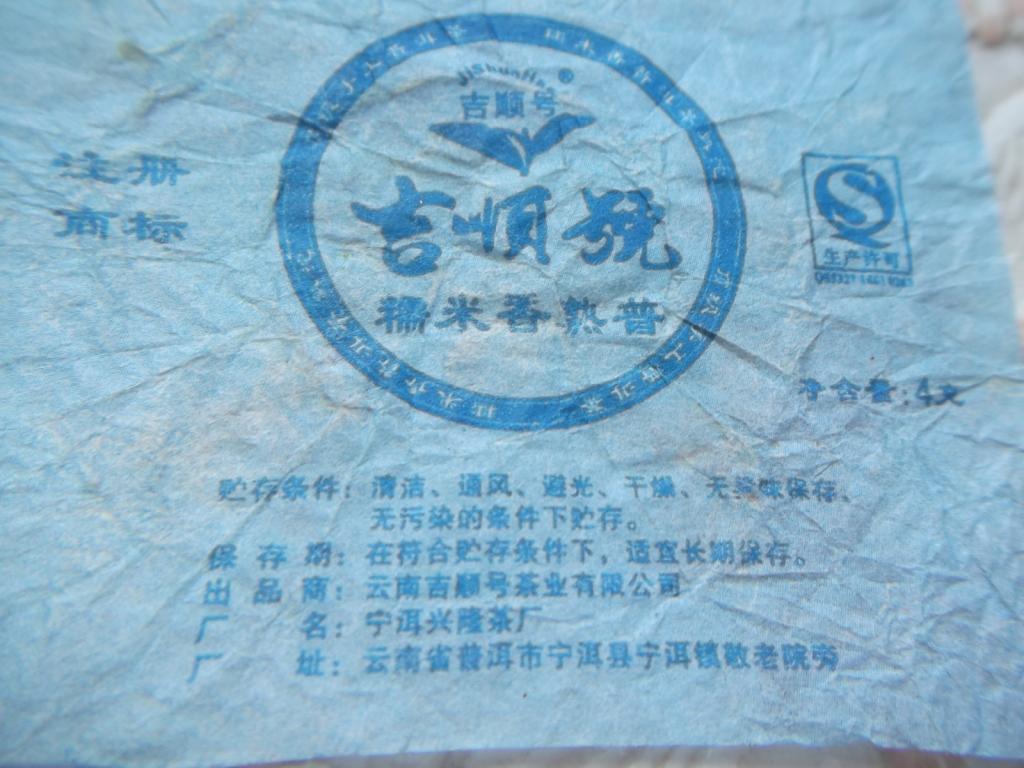 JiShunHao®
吉顺号
注册
商标
吉顺號
糯米香熟普
生产许可
净含量:4克
贮存条件：清洁、通风、避光、干燥、无异味保存、
无污染的条件下贮存。
保存期：在符合贮存条件下，适宜长期保存。
出品商：云南吉顺号茶业有限公司
厂名：宁洱兴隆茶厂
厂址：云南省普洱市宁洱县宁洱镇敬老院旁